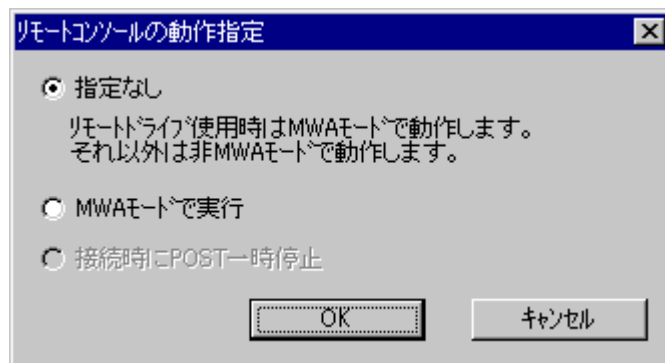 リモートコンソールの動作指定
指定なし
ﾘﾓｰﾄﾄﾞﾗｲﾌﾞ使用時はMWAﾓｰﾄﾞで動作します。
それ以外は非MWAﾓｰﾄﾞで動作します。
MWAﾓｰﾄﾞで実行
接続時にPOST一時停止
OK
ｷｬﾝｾﾙ